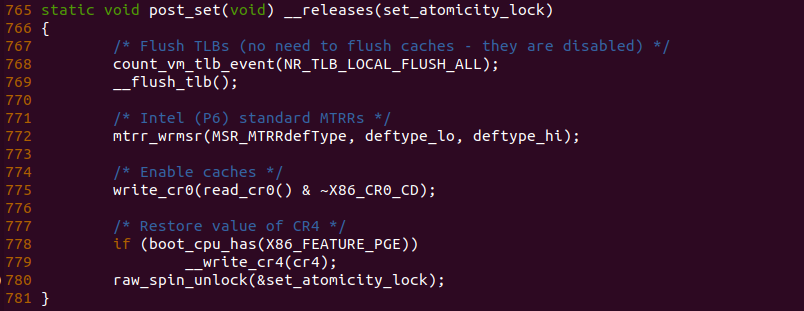 765 static void post_set(void) __releases(set_atomicity_lock)
766 {
767         /* Flush TLBs (no need to flush caches - they are disabled) */
768         count_vm_tlb_event(NR_TLB_LOCAL_FLUSH_ALL);
769         __flush_tlb();
770
771         /* Intel (P6) standard MTRRs */
772         mtrr_wrmsr(MSR_MTRRdefType, deftype_lo, deftype_hi);
773
774         /* Enable caches */
775         write_cr0(read_cr0() & ~X86_CR0_CD);
776
777         /* Restore value of CR4 */
778         if (boot_cpu_has(X86_FEATURE_PGE))
779                 __write_cr4(cr4);
780         raw_spin_unlock(&set_atomicity_lock);
781 }